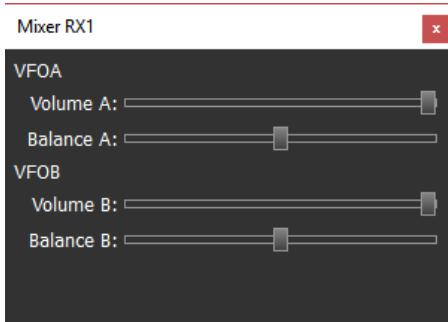 Mixer RX1
x
VFOA
Volume A:
Balance A:
VFOB
Volume B:
Balance B: